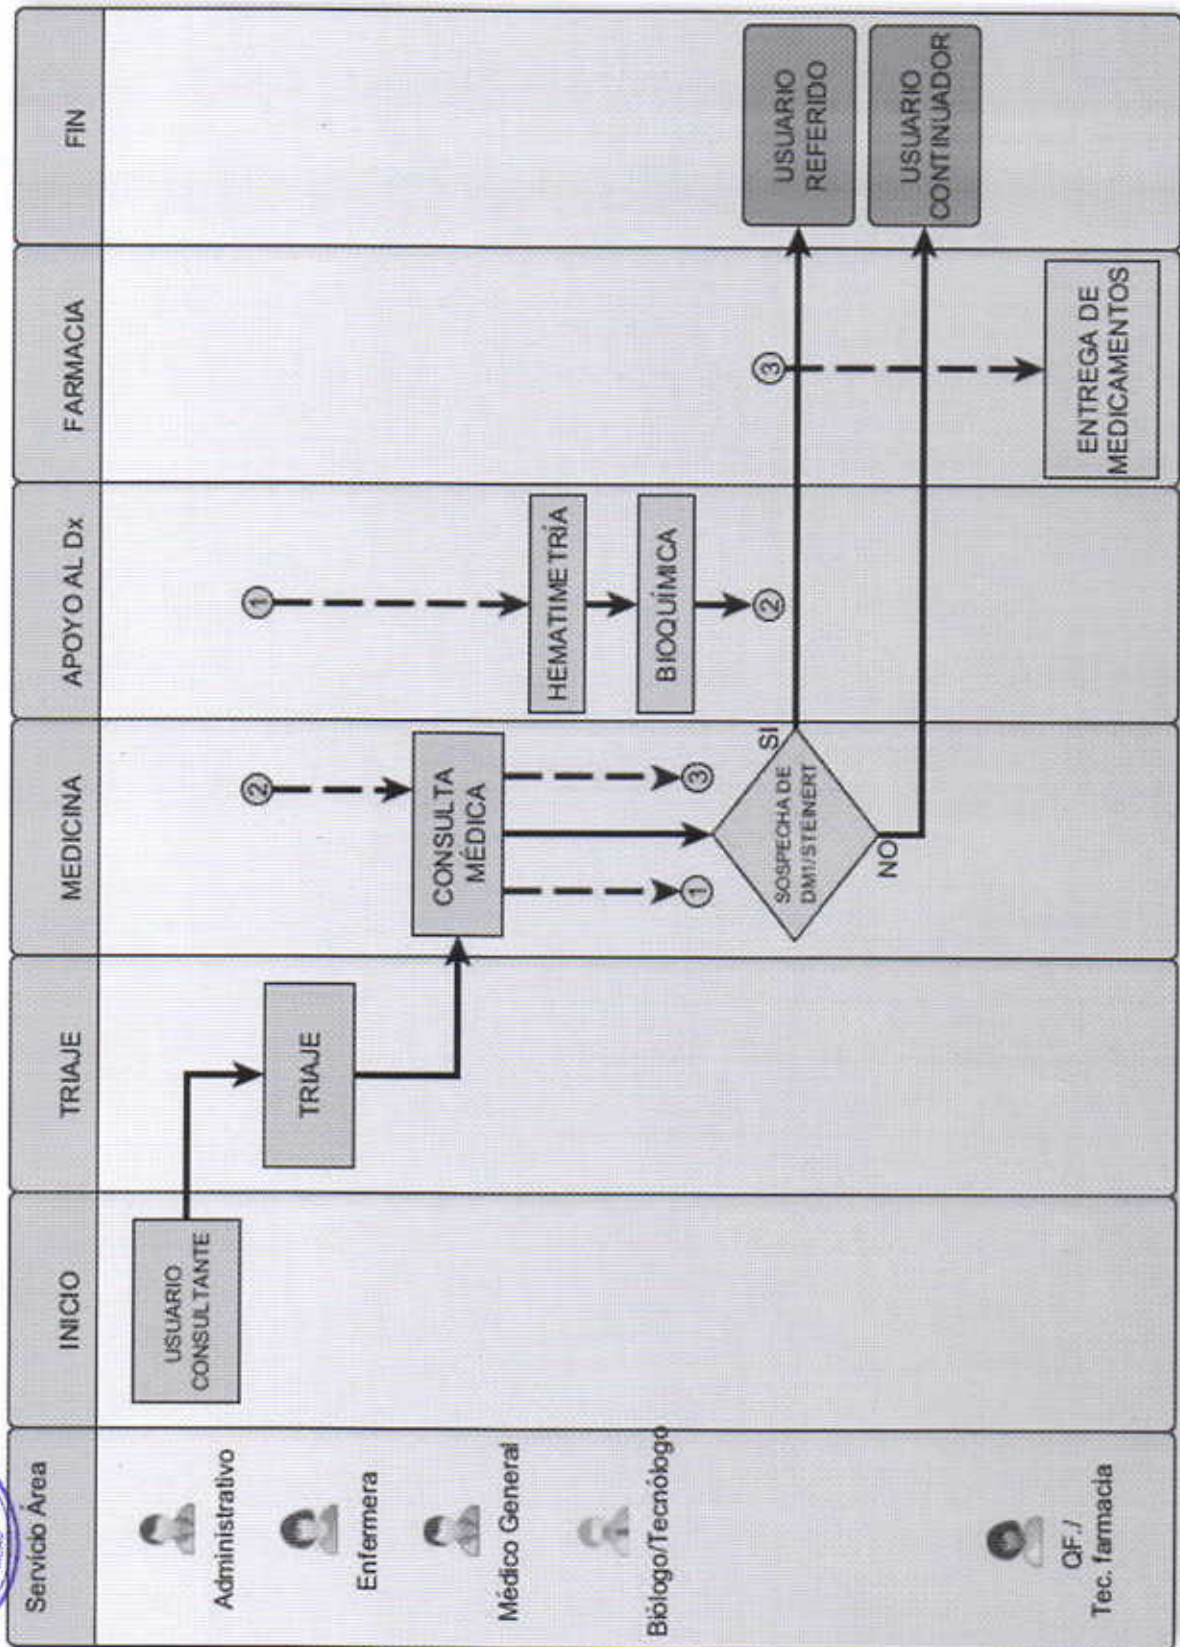 Servicio Área
INICIO
TRIAJE
MEDICINA
APOYO AL Dx
FARMACIA
FIN
Administrativo
Enfermera
Médico General
Biólogo/Tecnólogo
QF./
Tec. farmacia
USUARIO
CONSULTANTE
TRIAJE
2
CONSULTA
MÉDICA
1
3
SOSPECHA DE
DM1/STEINERT
SI
NO
1
HEMATIMETRÍA
BIOQUÍMICA
2
3
ENTREGA DE
MEDICAMENTOS
USUARIO
REFERIDO
USUARIO
CONTINUADOR